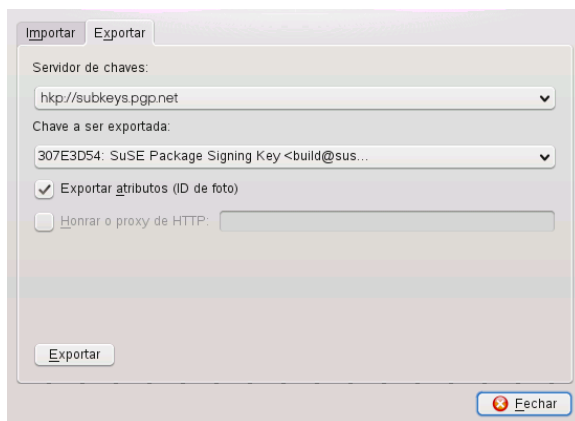 Importar Exportar
Servidor de chaves:
hkp://subkeys.pgp.net
Chave a ser exportada:
307E3D54: SuSE Package Signing Key <build@sus...
Exportar atributos (ID de foto)
Honrar o proxy de HTTP:
Exportar
Fechar